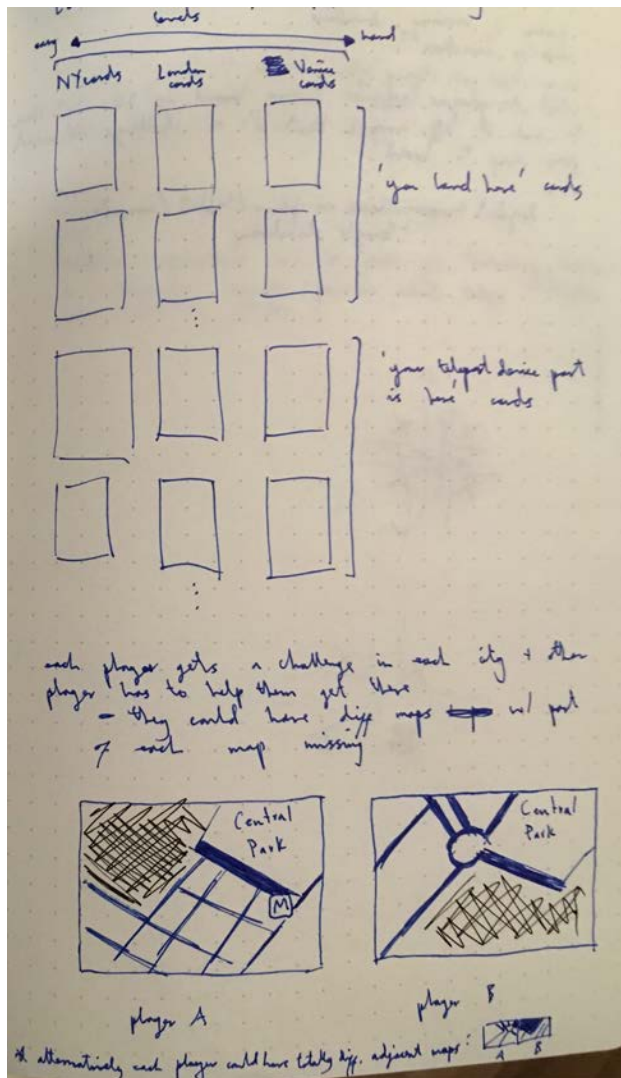 cards
easy hard
NY cards London cards Venice cards
'you land here' cards
'your teleport device part
is here' cards
each player gets a challenge in each city + other
player has to help them get there
- they could have diff maps w/ part
of each map missing
Central
Park
M
Central
Park
player A
player B
* alternatively each player could have totally diff. adjacent maps:
A B